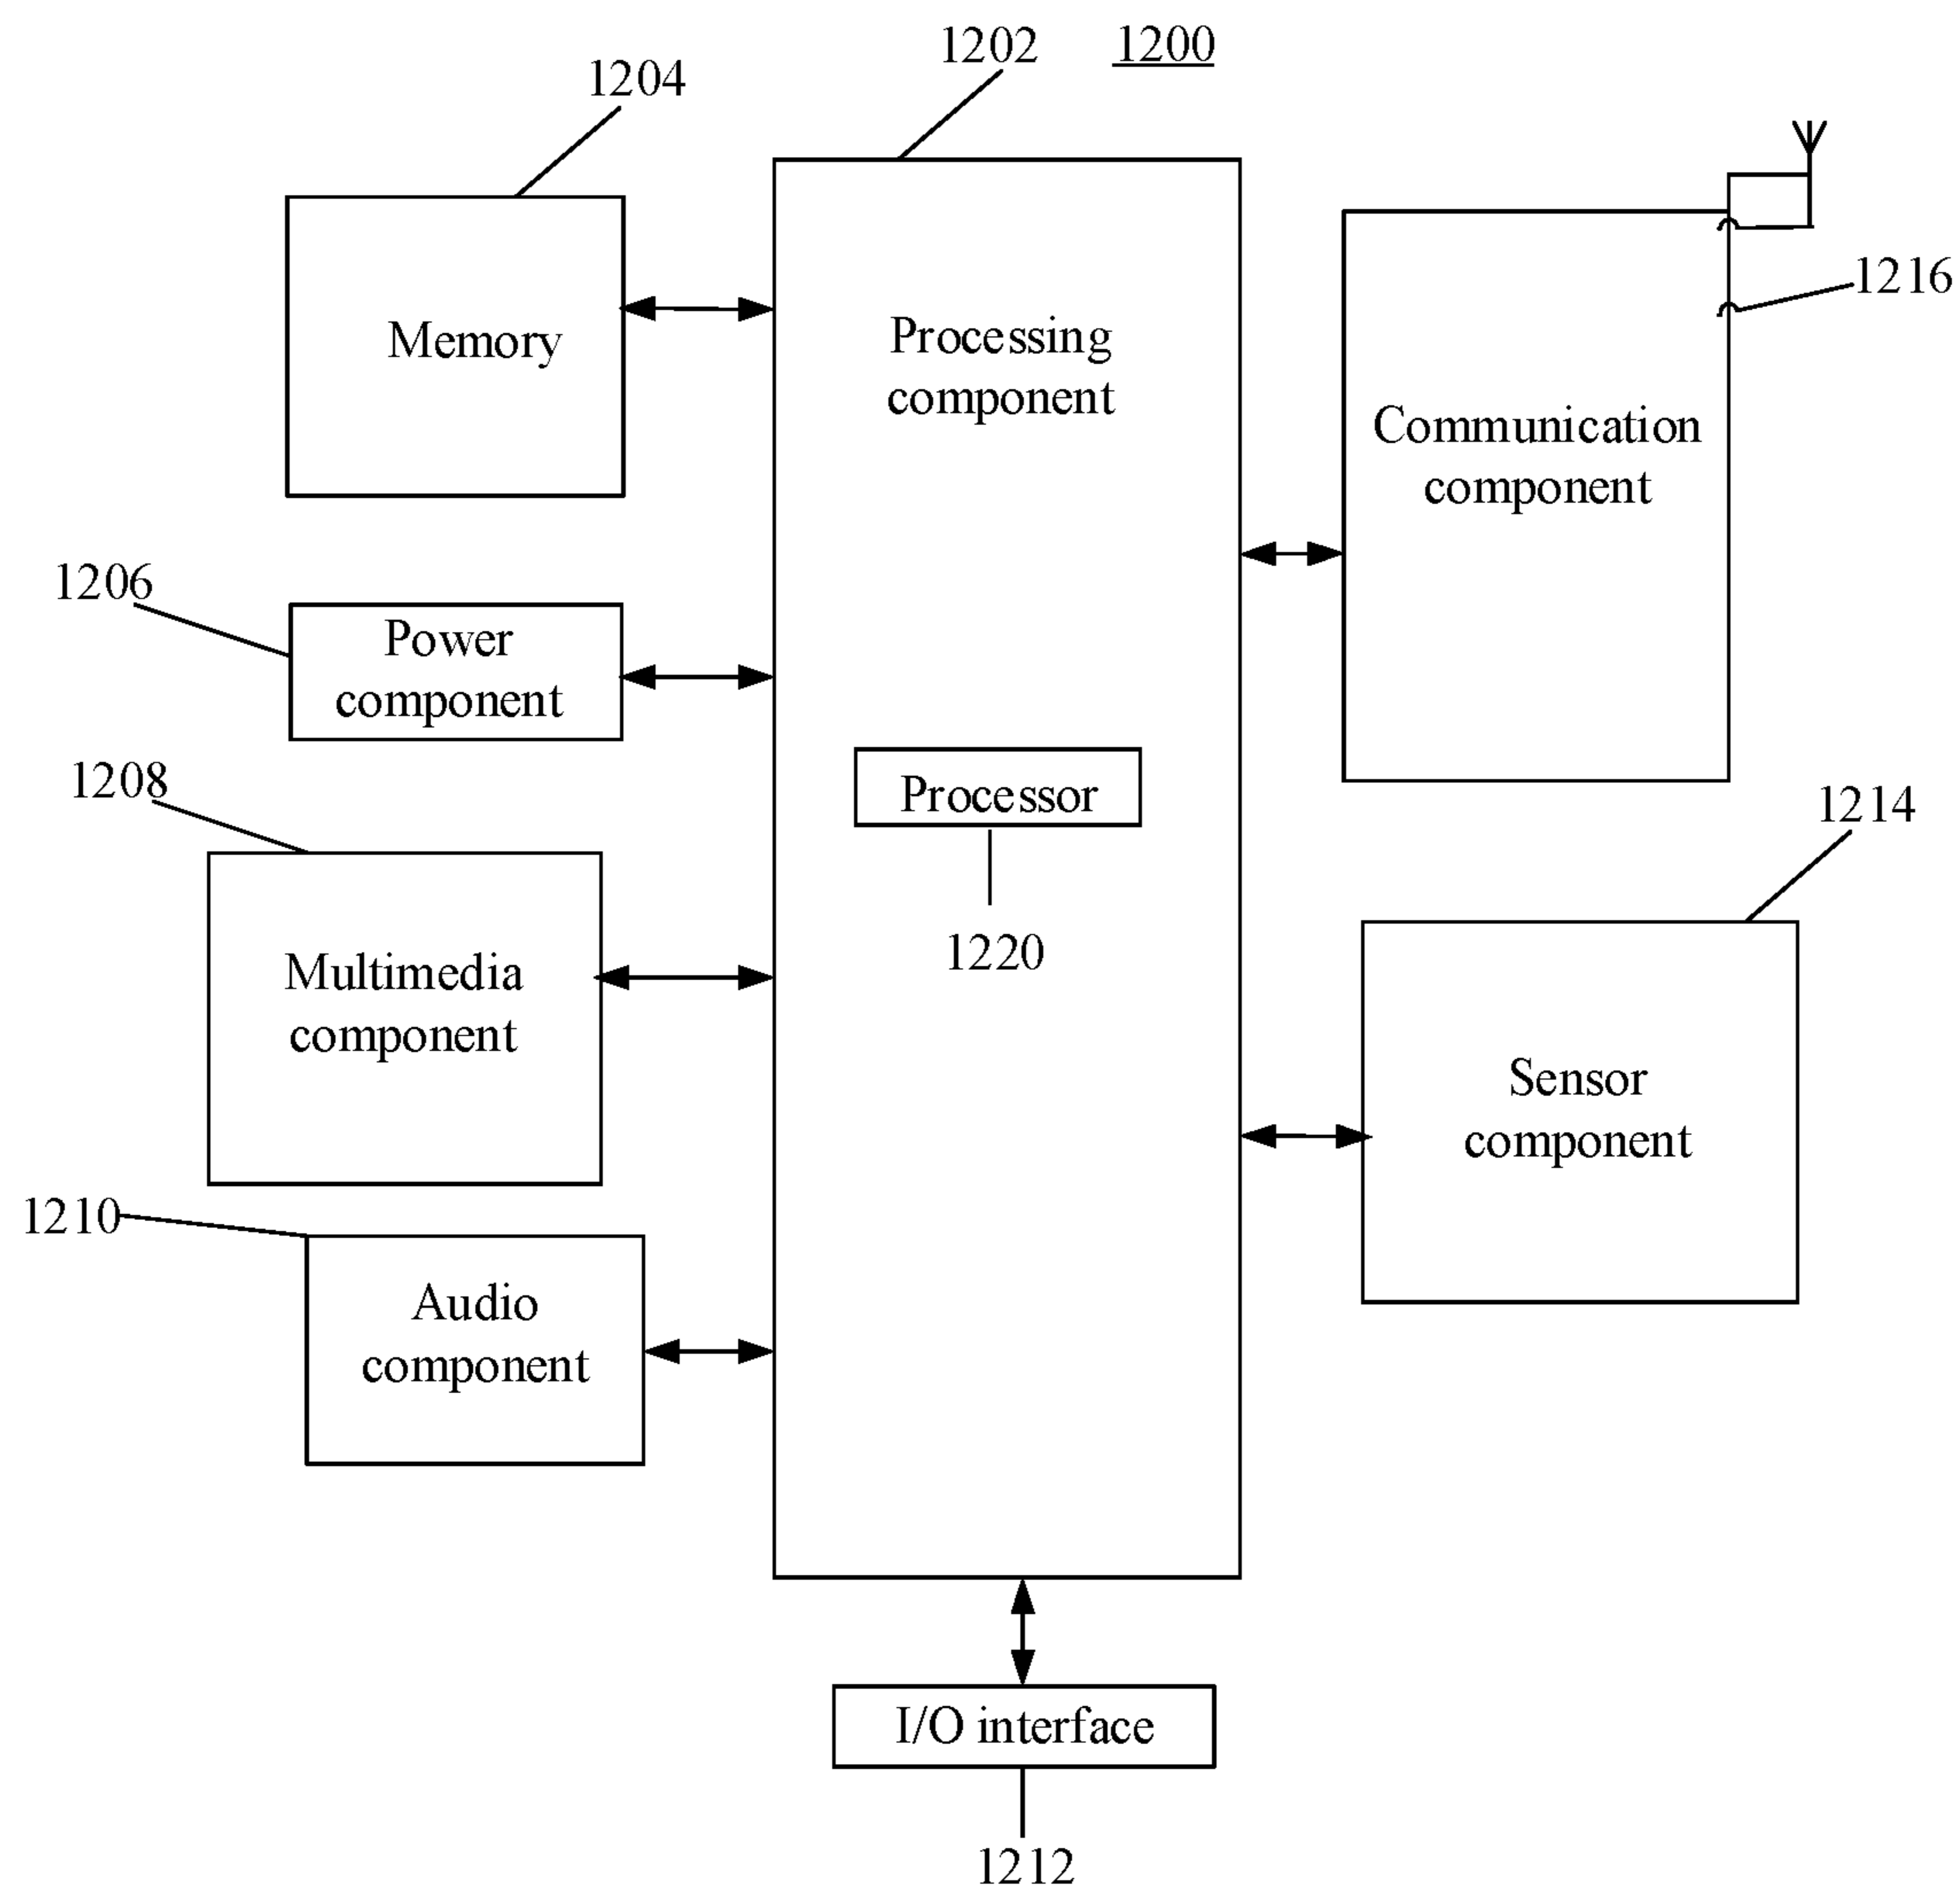 1202
1200
1204
Memory
Processing
component
1216
Communication
component
1206
Power
component
1208
Processor
1214
1220
Multimedia
component
Sensor
component
1210
Audio
component
I/O interface
1212